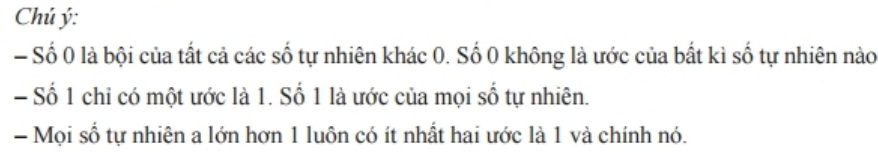 Chú ý:
– Số 0 là bội của tất cả các số tự nhiên khác 0. Số 0 không là ước của bất kì số tự nhiên nào
– Số 1 chỉ có một ước là 1. Số 1 là ước của mọi số tự nhiên.
– Mọi số tự nhiên a lớn hơn 1 luôn có ít nhất hai ước là 1 và chính nó.